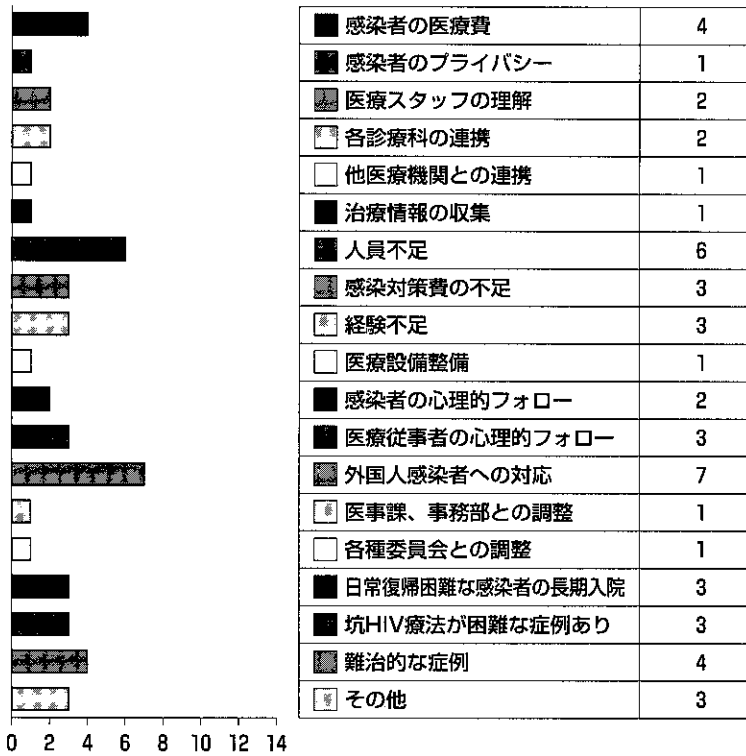 感染者の医療費 4
感染者のプライバシー 1
医療スタッフの理解 2
各診療科の連携 2
他医療機関との連携 1
治療情報の収集 1
人員不足 6
感染対策費の不足 3
経験不足 3
医療設備整備 1
感染者の心理的フォロー 2
医療従事者の心理的フォロー 3
外国人感染者への対応 7
医事課、事務部との調整 1
各種委員会との調整 1
日常復帰困難な感染者の長期入院 3
坑HIV療法が困難な症例あり 3
難治的な症例 4
その他 3
0 2 4 6 8 10 12 14